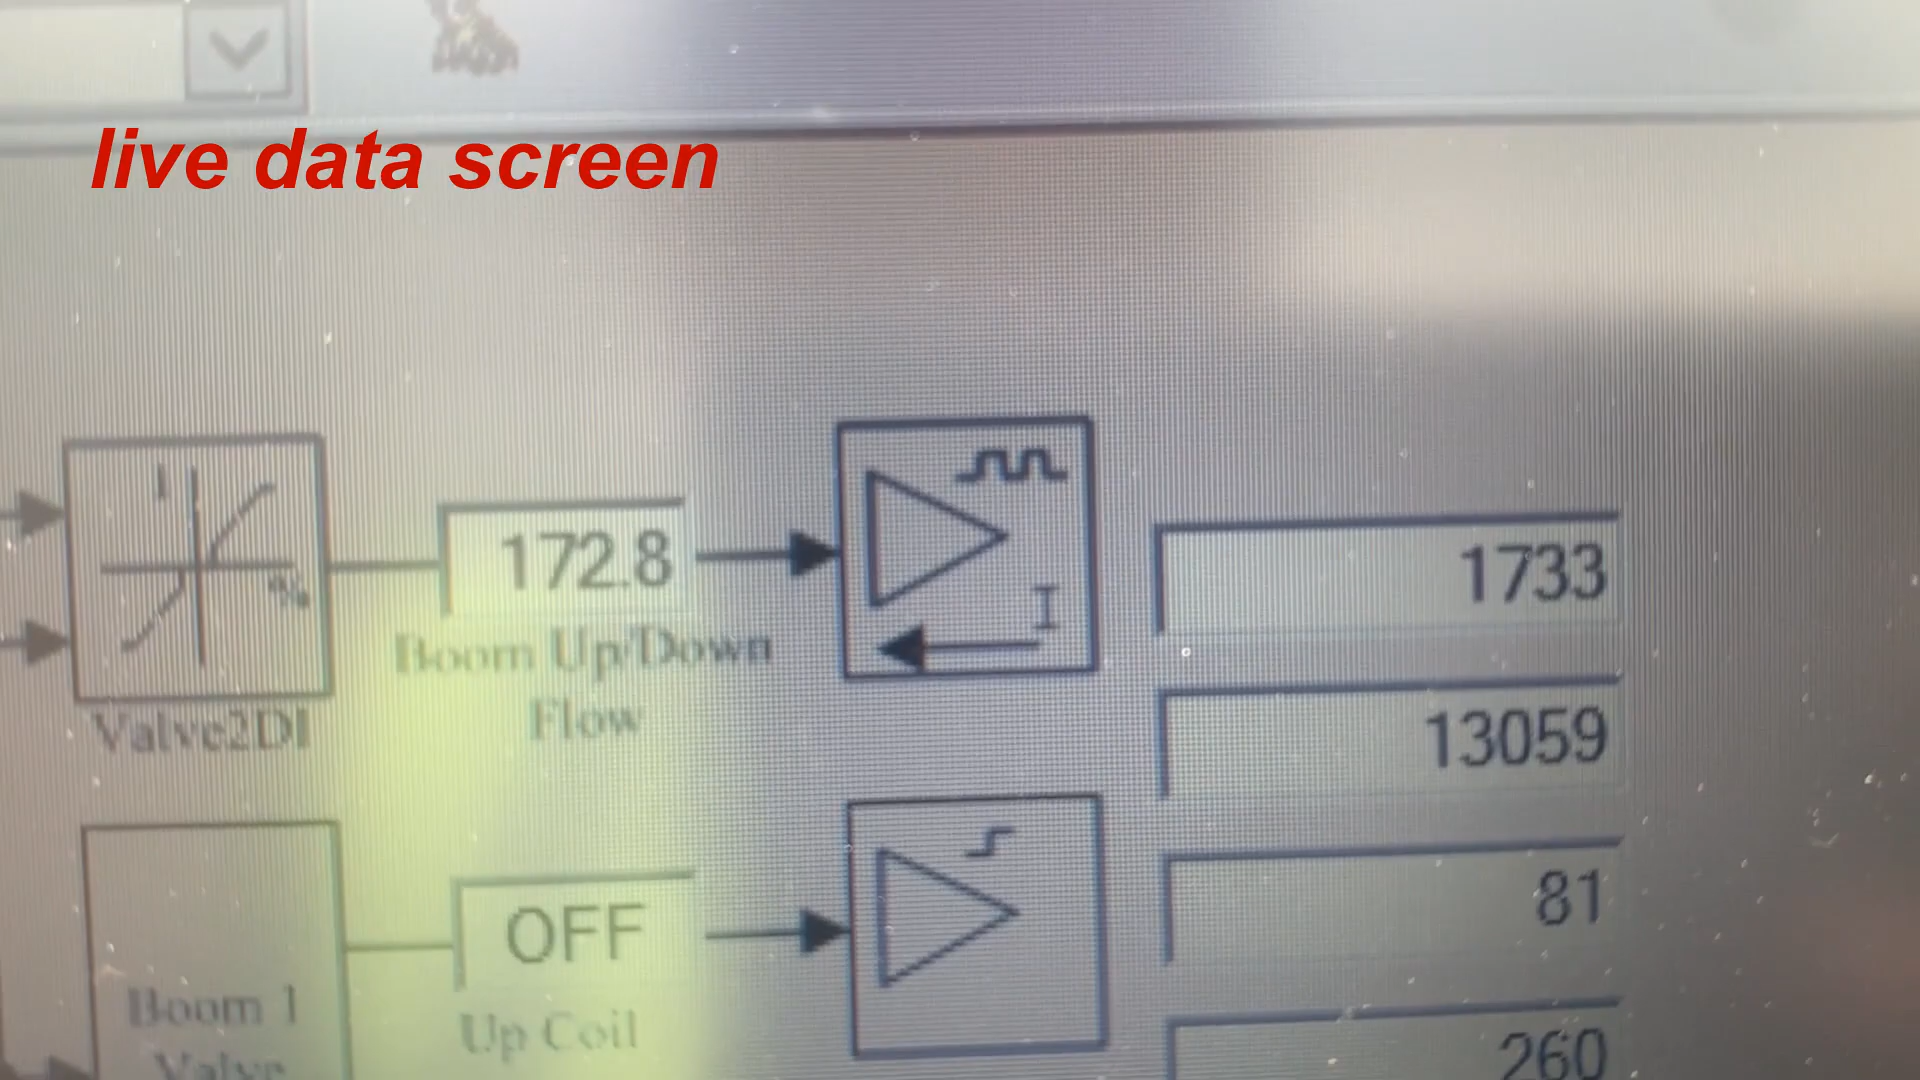 live data screen
I
%
172.8
I
1733
Boom Up/Down
Flow
Valve2DI
13059
81
OFF
Boom 1
Valve
Up Coil
260